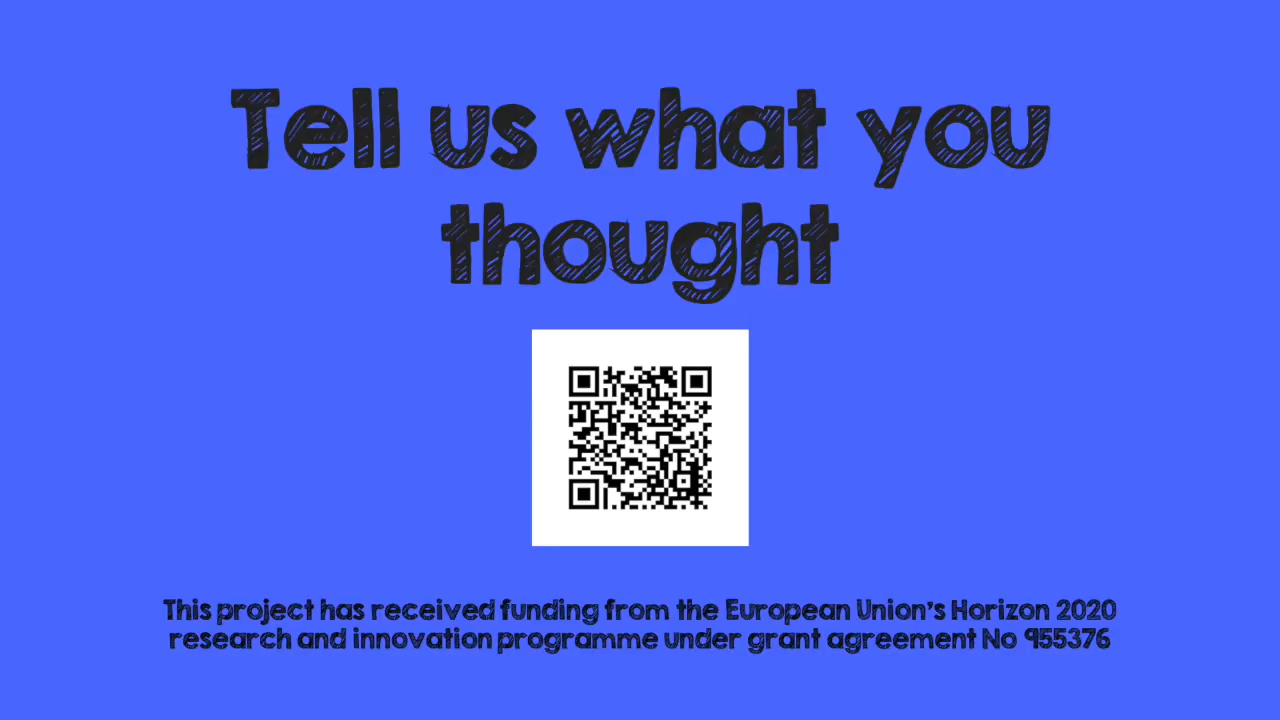 Tell us what you
thought
This project has received funding from the European Union's Horizon 2020
research and innovation programme under grant agreement No 955376